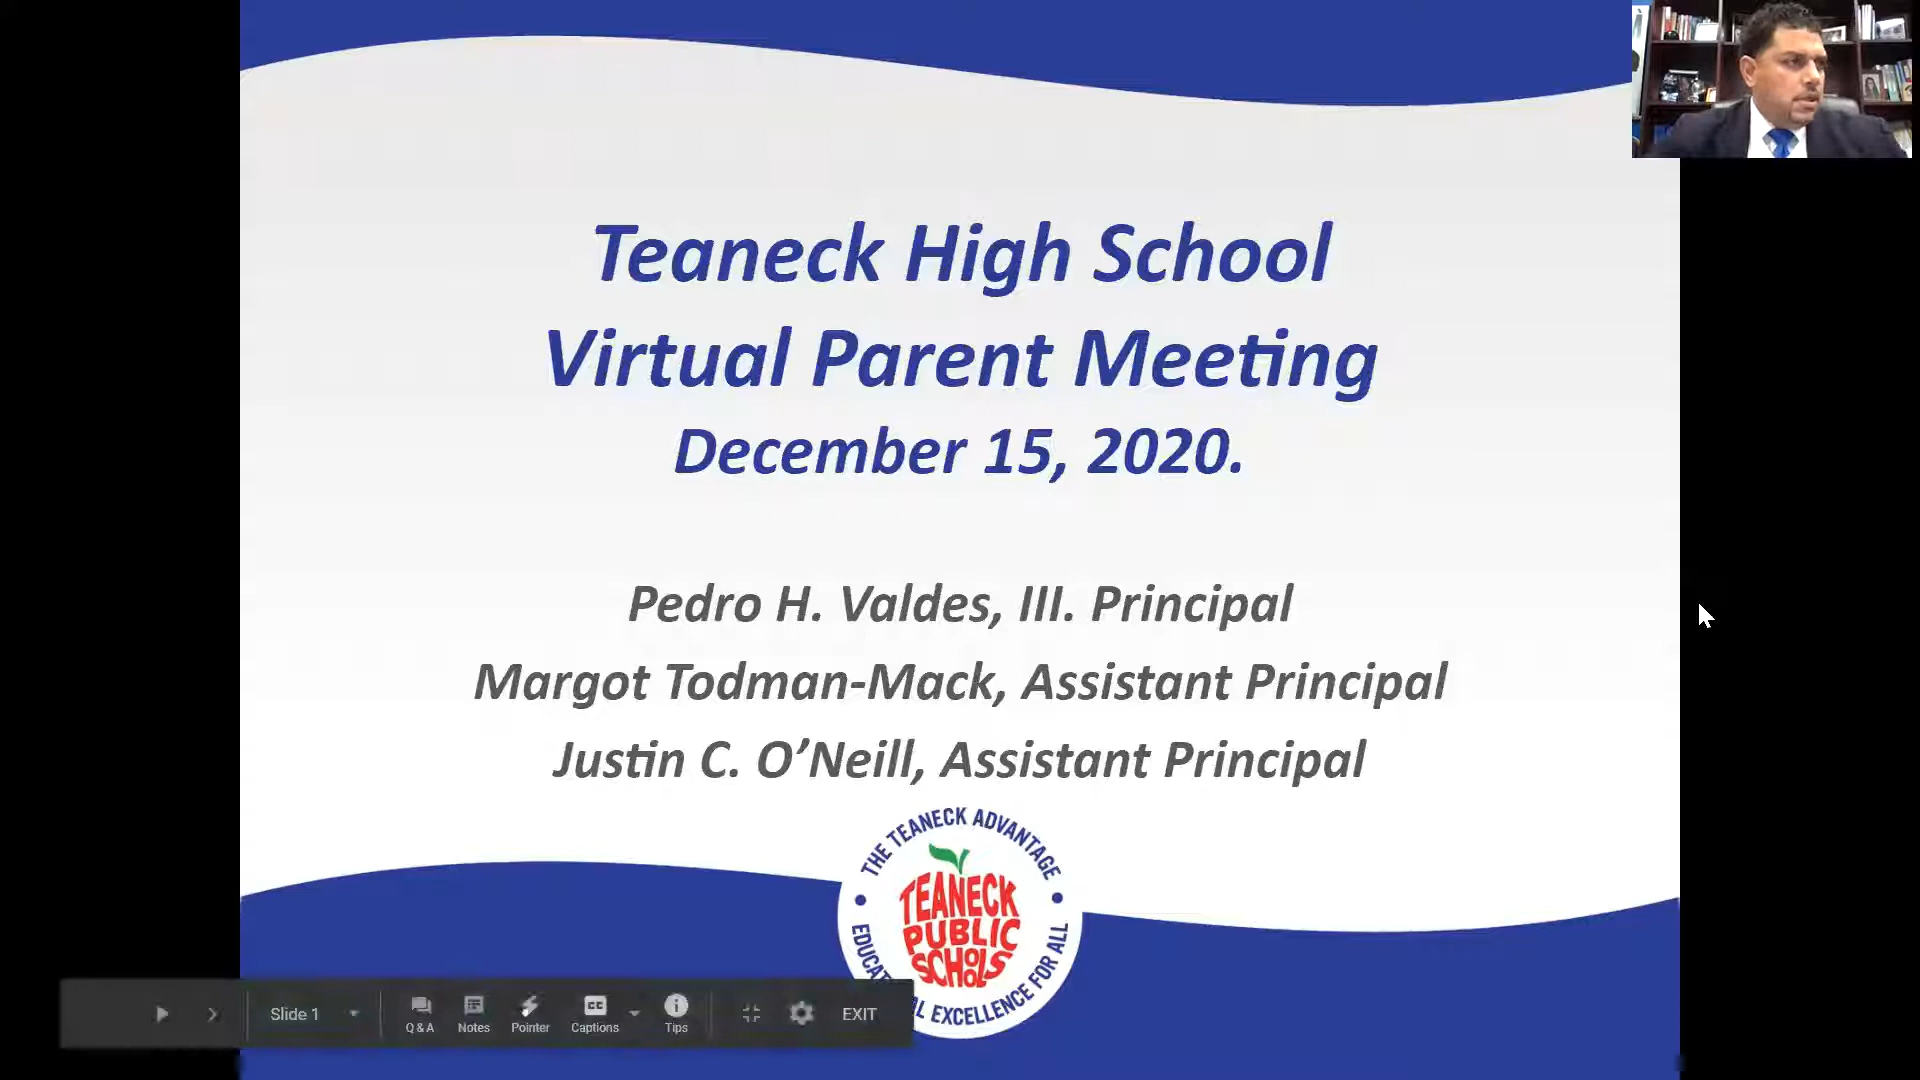 Teaneck High School
Virtual Parent Meeting
December 15, 2020.
Pedro H. Valdes, III. Principal
Margot Todman-Mack, Assistant Principal
Justin C. O’Neill, Assistant Principal
THE TEANECK ADVANTAGE
TEANECK
PUBLIC
SCHOOLS
EXCELLENCE FOR ALL
Slide 1
Q & A
Notes
Pointer
CC
Captions
Tips
EXIT